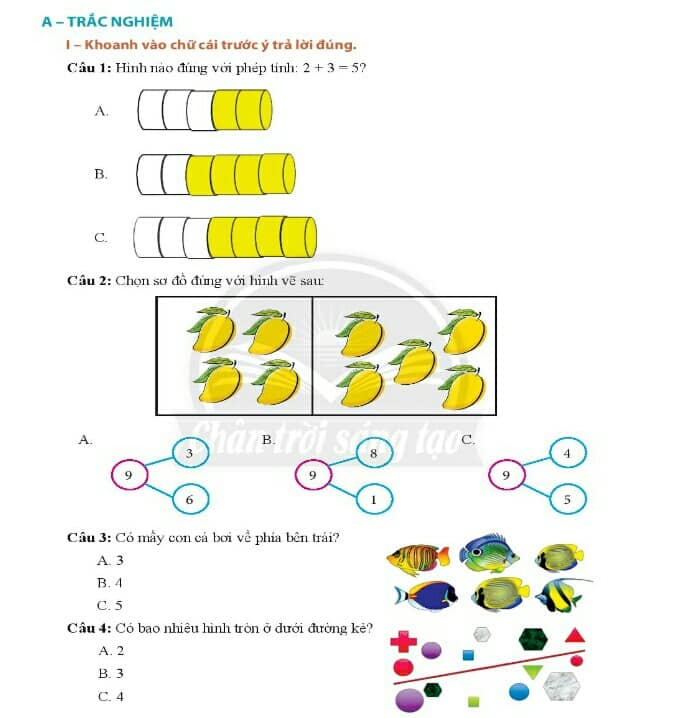 A – TRẮC NGHIỆM
I – Khoanh vào chữ cái trước ý trả lời đúng.
Câu 1: Hình nào đúng với phép tính: 2 + 3 = 5?
A.
B.
C.
Câu 2: Chọn sơ đồ đúng với hình vẽ sau:
Chân trời sáng tạo
A. 9 3 6
B. 9 8 1
C. 9 4 5
Câu 3: Có mấy con cá bơi về phía bên trái?
A. 3
B. 4
C. 5
Câu 4: Có bao nhiêu hình tròn ở dưới đường kẻ?
A. 2
B. 3
C. 4